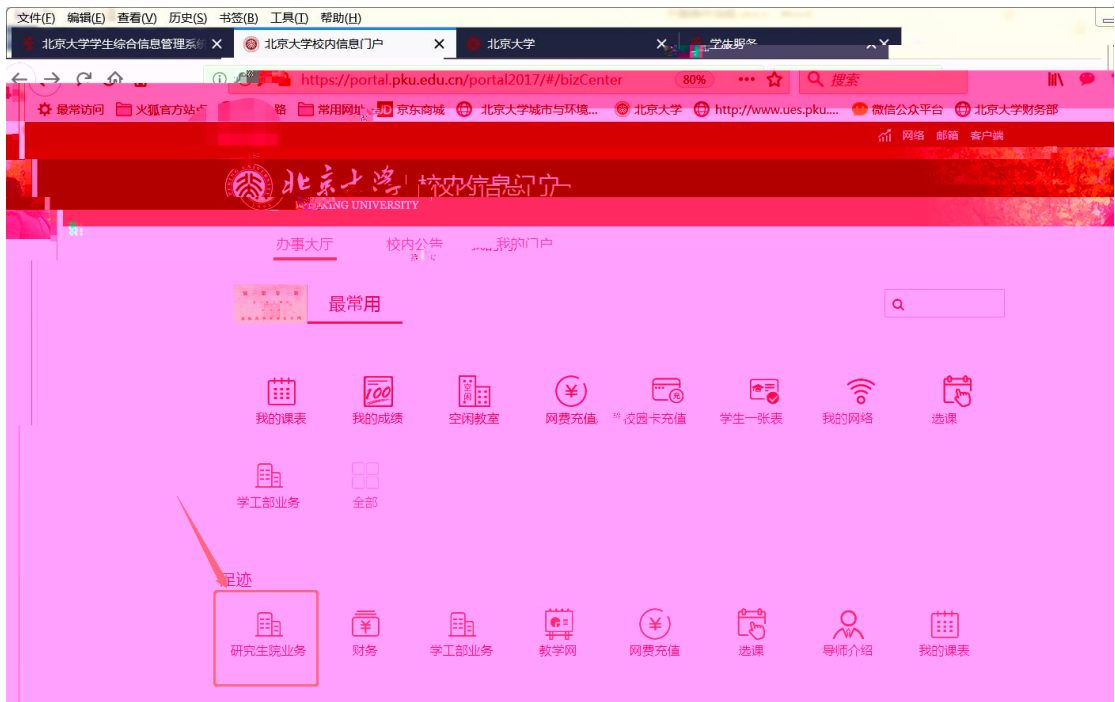 文件(F) 编辑(E) 查看(V) 历史(S) 书签(B) 工具(T) 帮助(H)
北京大学学生综合信息管理系统 北京大学校内信息门户 北京大学
https://portal.pku.edu.cn/portal2017/#/bizCenter 80% 搜索
最常访问 火狐官方站点 常用网址 JD 京东商城 北京大学城市与环境... 北京大学 http://www.ues.pku.... 微信公众平台 北京大学财务部
网络 邮箱 客户端
北京大学 校内信息门户
PEKING UNIVERSITY
办事大厅 校内公告 我的门户
最常用
我的课表 我的成绩 空闲教室 网费充值 校园卡充值 学生一张表 我的网络 选课
学工部业务 全部
足迹
研究生院业务 财务 学工部业务 教学网 网费充值 选课 导师介绍 我的课表